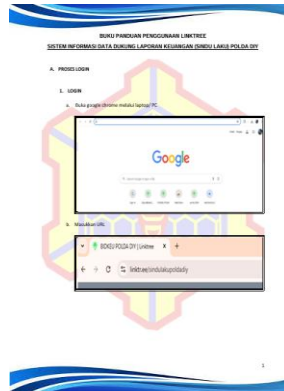 BUKU PANDUAN PENGGUNAAN LINKTREE
SISTEM INFORMASI DATA DUKUNG LAPORAN KEUANGAN (SINDU LAKU) POLDA DIY
A. PROSES LOGIN
1. LOGIN
a. Buka google chrome melalui laptop/ PC
Google
b. Masukkan URL
BIDKEU POLDA DIY | Linktree
linktr.ee/sindulakupoldadiy
1